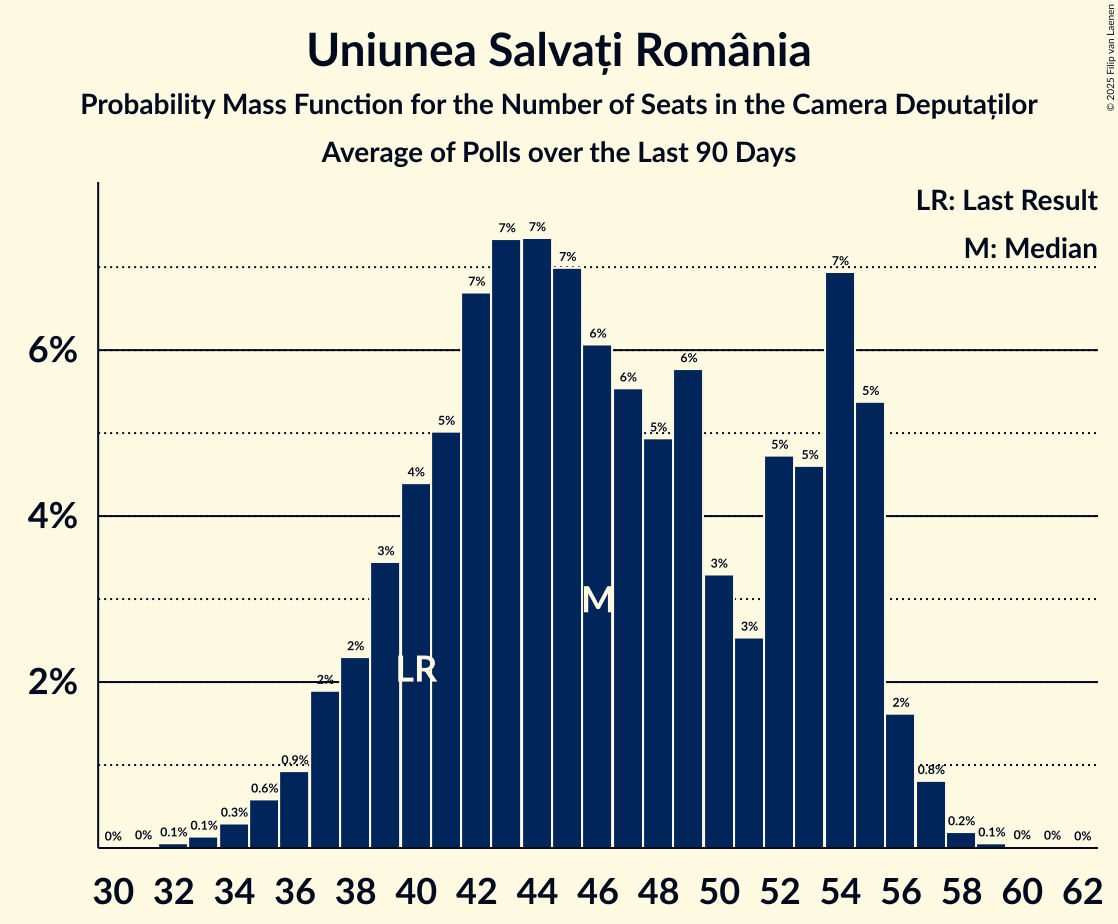 Uniunea Salvați România
Probability Mass Function for the Number of Seats in the Camera Deputaților
Average of Polls over the Last 90 Days
© 2025 Filip van Laenen
LR: Last Result
M: Median
7% 7% 7% 7% 7%
6%
6% 6% 6%
5% 5% 5% 5% 5%
4%
4%
3% 3% 3%
M
LR
2%
2% 2% 2%
0.9% 0.8%
0.6%
0.3% 0.2%
0% 0% 0.1% 0.1% 0.1% 0% 0% 0%
30 32 34 36 38 40 42 44 46 48 50 52 54 56 58 60 62